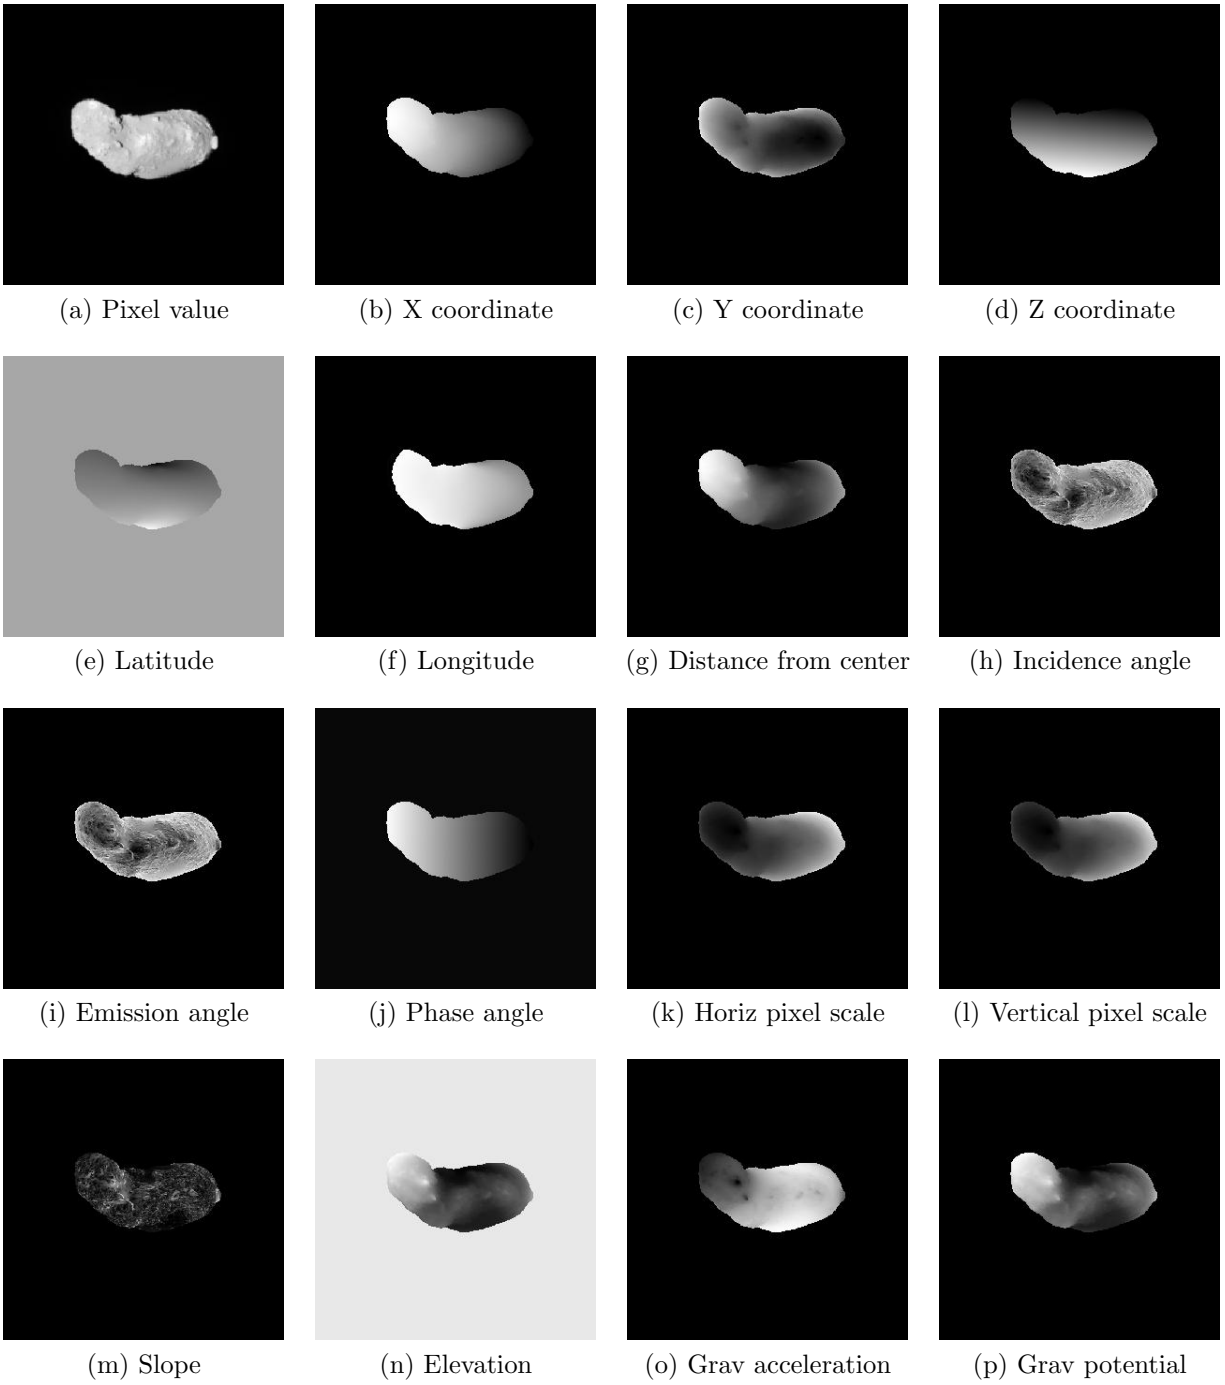 (a) Pixel value
(b) X coordinate
(c) Y coordinate
(d) Z coordinate
(e) Latitude
(f) Longitude
(g) Distance from center
(h) Incidence angle
(i) Emission angle
(j) Phase angle
(k) Horiz pixel scale
(l) Vertical pixel scale
(m) Slope
(n) Elevation
(o) Grav acceleration
(p) Grav potential